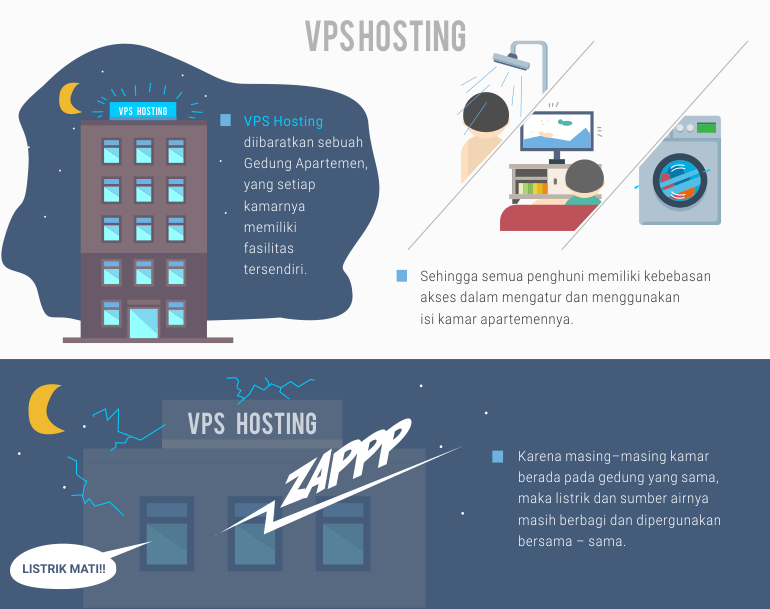 VPS HOSTING
VPS HOSTING
VPS Hosting
diibaratkan sebuah
Gedung Apartemen,
yang setiap
kamarnya
memiliki
fasilitas
tersendiri.
Sehingga semua penghuni memiliki kebebasan
akses dalam mengatur dan menggunakan
isi kamar apartemennya.
VPS HOSTING
ZAPPP
Karena masing–masing kamar
berada pada gedung yang sama,
maka listrik dan sumber airnya
masih berbagi dan dipergunakan
bersama – sama.
LISTRIK MATI!!